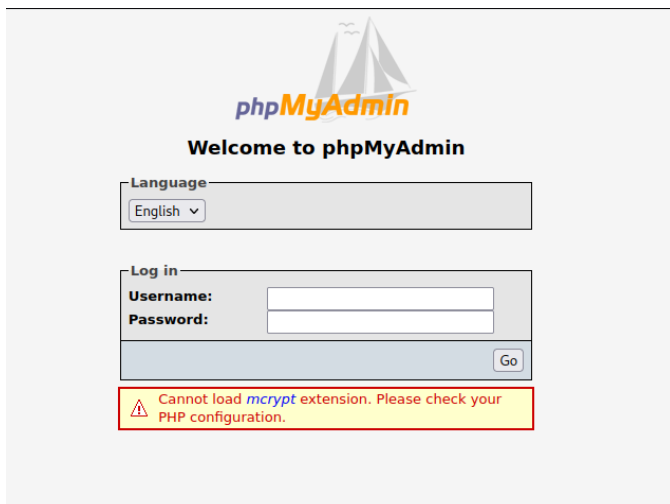 phpMyAdmin
Welcome to phpMyAdmin
Language
English
Log in
Username:
Password:
Go
Cannot load mcrypt extension. Please check your
PHP configuration.